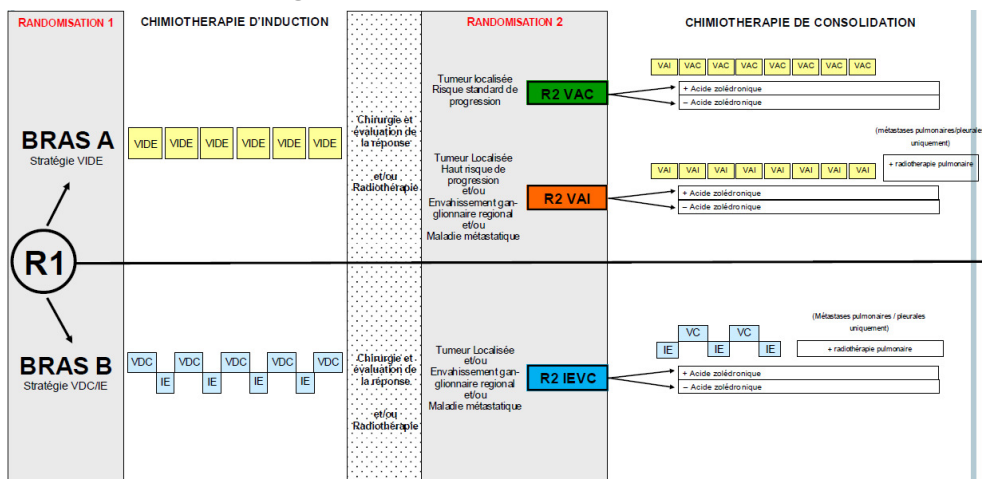 RANDOMISATION 1
CHIMIOTHERAPIE D'INDUCTION
RANDOMISATION 2
CHIMIOTHERAPIE DE CONSOLIDATION
BRAS A
Stratégie VIDE
VIDE VIDE VIDE VIDE VIDE VIDE
Chirurgie et
évaluation de
la réponse
et/ou
Radiothérapie
Tumeur localisée
Risque standard de
progression
R2 VAC
VAI VAC VAC VAC VAC VAC VAC VAC
+ Acide zolédronique
– Acide zolédronique
Tumeur Localisée
Haut risque de
progression
et/ou
Envahissement gan-
glionnaire regional
et/ou
Maladie métastatique
R2 VAI
(métastases pulmonaires/pleurales
uniquement)
VAI VAI VAI VAI VAI VAI VAI VAI
+ radiotherapie pulmonaire
+ Acide zolédronique
– Acide zolédronique
R1
BRAS B
Stratégie VDC/IE
VDC VDC VDC VDC VDC
IE IE IE IE
Chirurgie et
évaluation de
la réponse
et/ou
Radiothérapie
Tumeur Localisée
et/ou
Envahissement gan-
glionnaire regional
et/ou
Maladie métastatique
R2 IEVC
(Métastases pulmonaires / pleurales
uniquement)
VC VC
IE IE IE
+ radiothérapie pulmonaire
+ Acide zolédronique
– Acide zolédronique